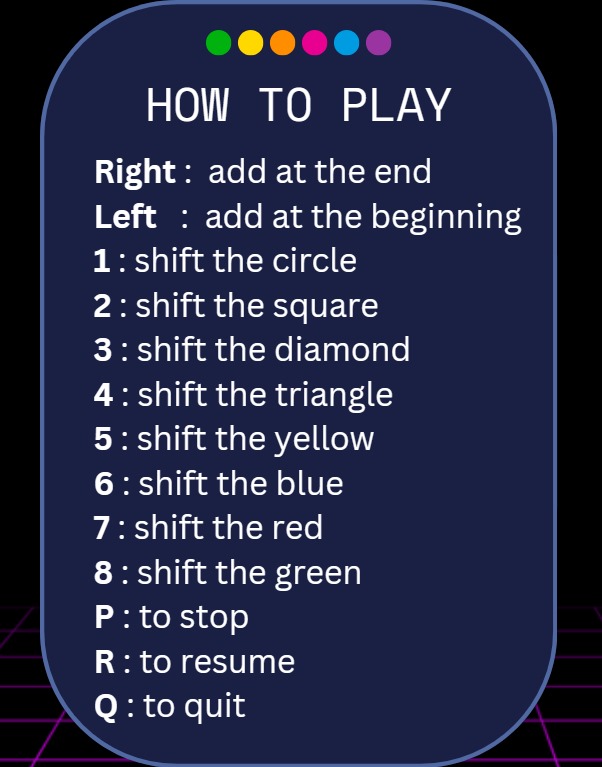 HOW TO PLAY
Right : add at the end
Left : add at the beginning
1 : shift the circle
2 : shift the square
3 : shift the diamond
4 : shift the triangle
5 : shift the yellow
6 : shift the blue
7 : shift the red
8 : shift the green
P : to stop
R : to resume
Q : to quit